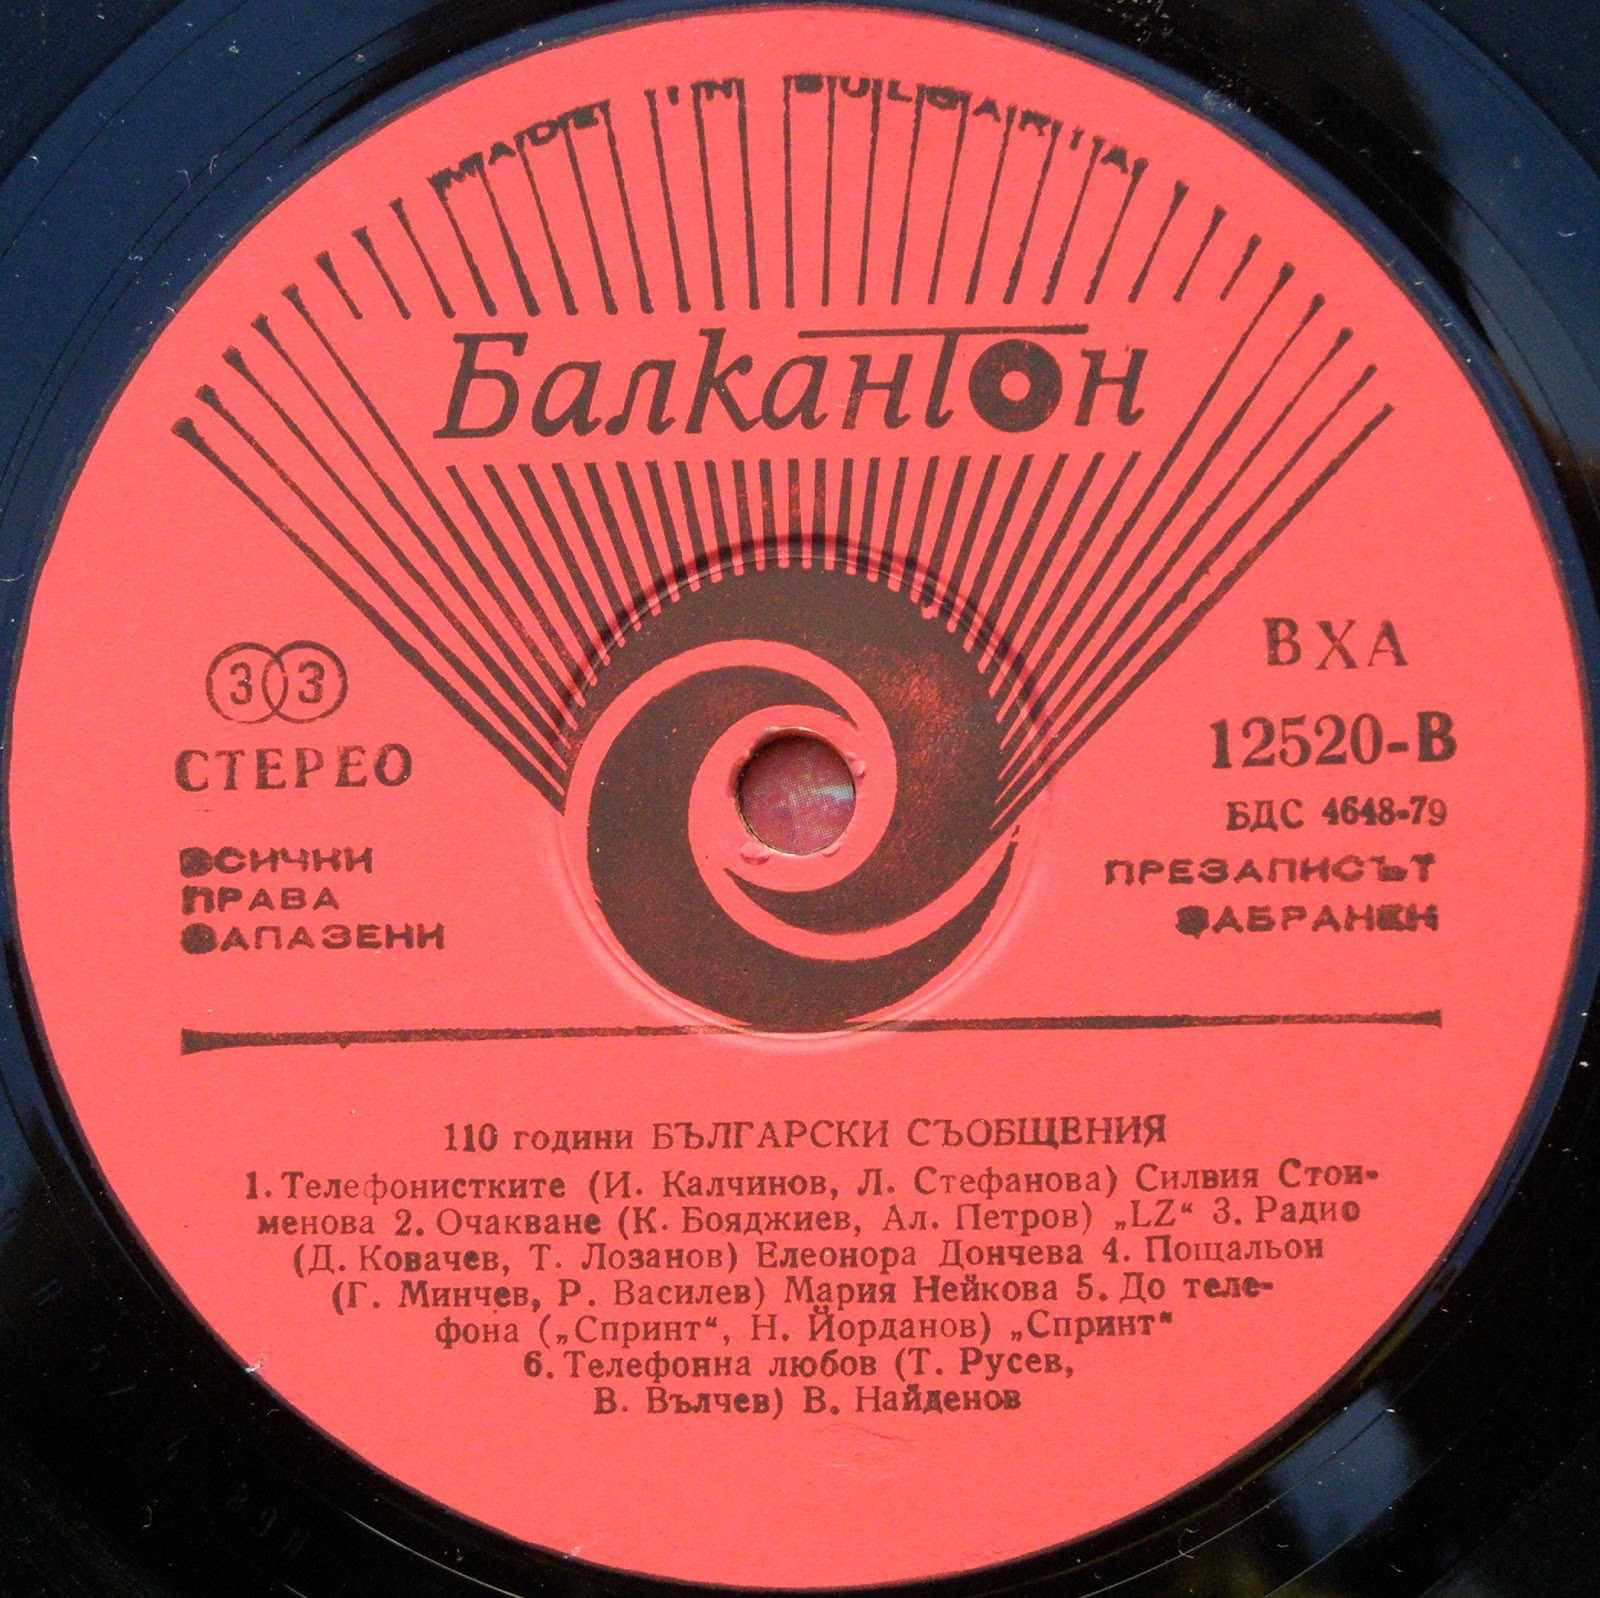 MADE IN BULGARIA
Балкантон
33
СТЕРЕО
ВСИЧКИ
ПРАВА
ЗАПАЗЕНИ
ВХА
12520-В
БДС 4648-79
ПРЕЗАПИСЪТ
ЗАБРАНЕН
110 години БЪЛГАРСКИ СЪОБЩЕНИЯ
1. Телефонистките (И. Калчинов, Л. Стефанова) Силвия Стои-
менова 2. Очакване (К. Бояджиев, Ал. Петров) „LZ“ 3. Радио
(Д. Ковачев, Т. Лозанов) Елеонора Дончева 4. Пощальон
(Г. Минчев, Р. Василев) Мария Нейкова 5. До теле-
фона („Спринт“, Н. Йорданов) „Спринт“
6. Телефонна любов (Т. Русев,
В. Вълчев) В. Найденов